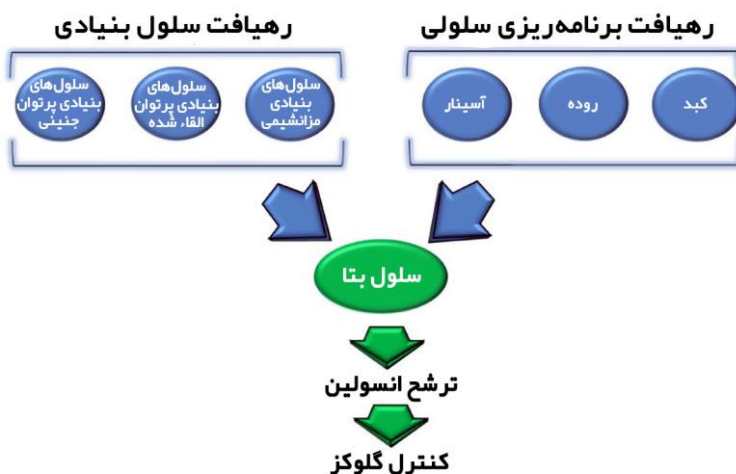 رهیافت برنامه‌ریزی سلولی
کبد
روده
آسینار
رهیافت سلول بنیادی
سلول‌های
بنیادی
مزانشیمی
سلول‌های
بنیادی پرتوان
القاء شده
سلول‌های
بنیادی پرتوان
جنینی
سلول بتا
ترشح انسولین
کنترل گلوکز